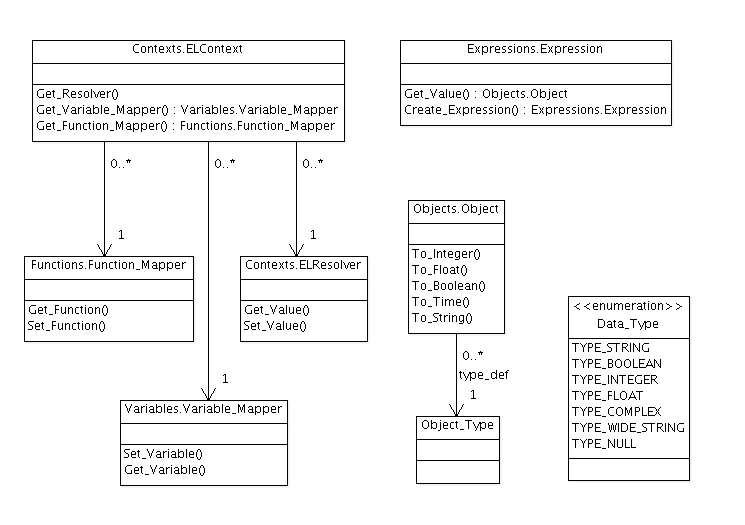 Contexts.ELContext
Get_Resolver()
Get_Variable_Mapper() : Variables.Variable_Mapper
Get_Function_Mapper() : Functions.Function_Mapper
Expressions.Expression
Get_Value() : Objects.Object
Create_Expression() : Expressions.Expression
0..*
0..*
0..*
1
1
Functions.Function_Mapper
Get_Function()
Set_Function()
Contexts.ELResolver
Get_Value()
Set_Value()
Objects.Object
To_Integer()
To_Float()
To_Boolean()
To_Time()
To_String()
0..*
type_def
1
Object_Type
1
Variables.Variable_Mapper
Set_Variable()
Get_Variable()
<<enumeration>>
Data_Type
TYPE_STRING
TYPE_BOOLEAN
TYPE_INTEGER
TYPE_FLOAT
TYPE_COMPLEX
TYPE_WIDE_STRING
TYPE_NULL